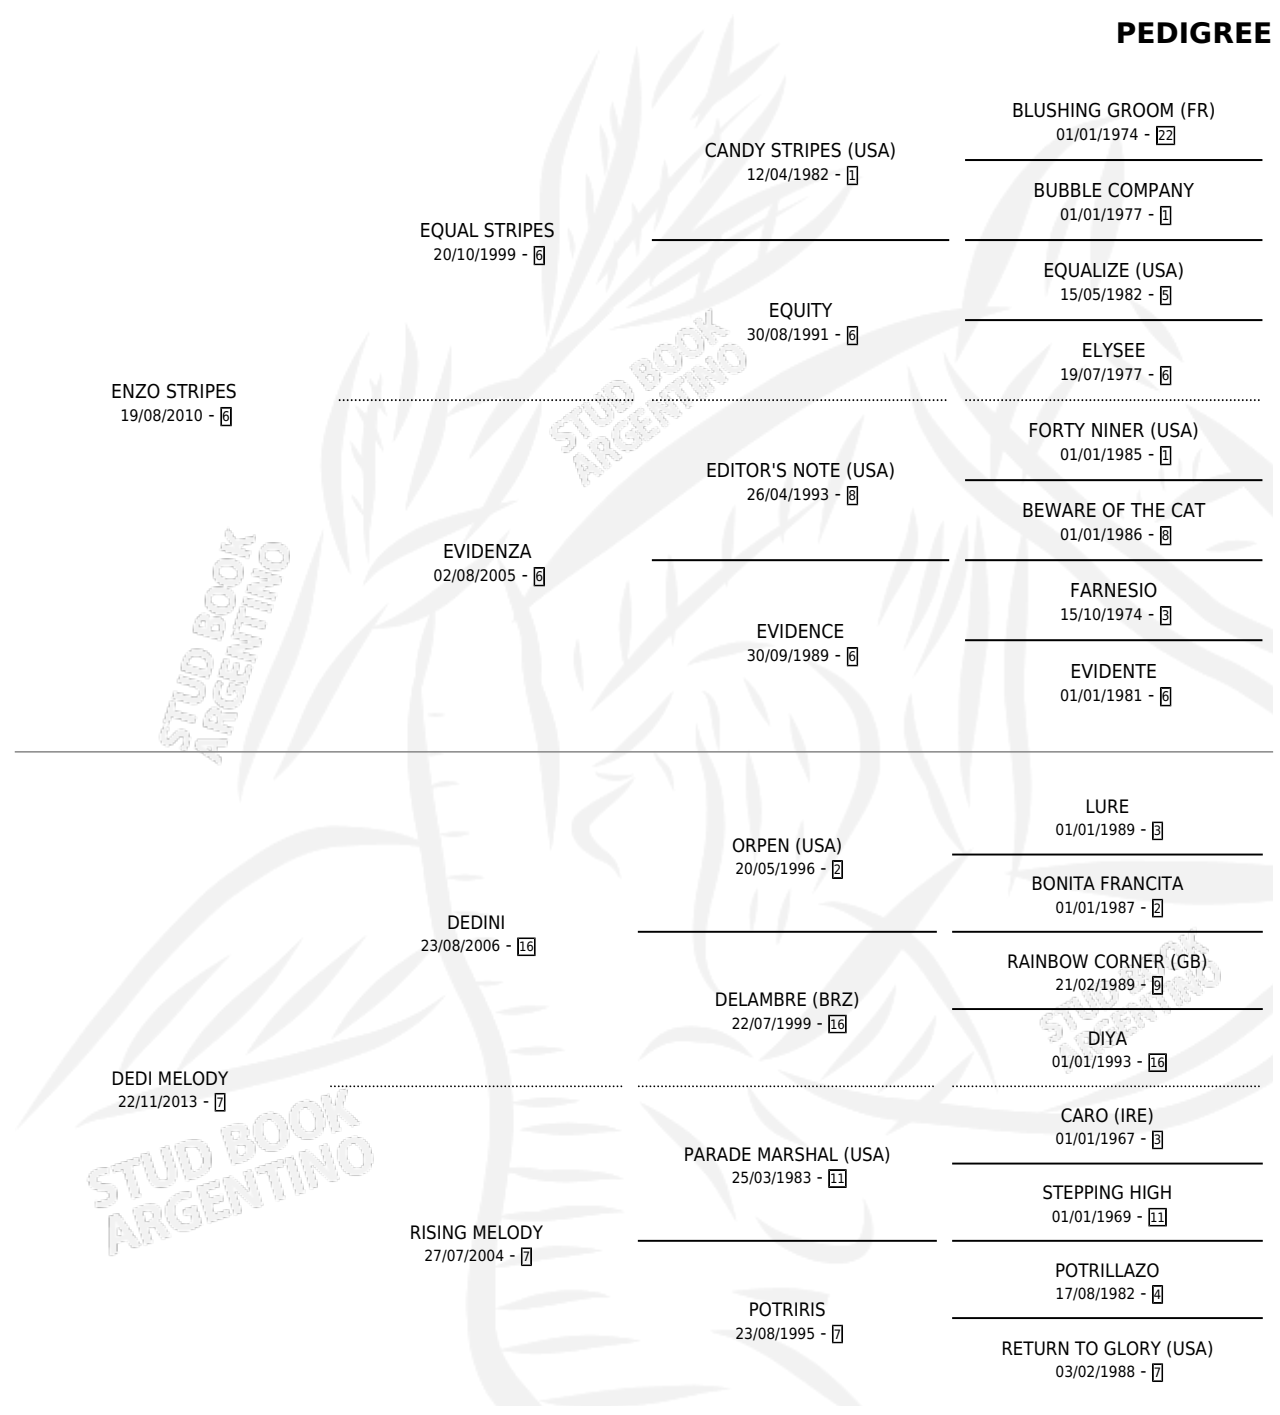 PEDIGREE
BLUSHING GROOM (FR)
01/01/1974 - 22
CANDY STRIPES (USA)
12/04/1982 - 1
BUBBLE COMPANY
01/01/1977 - 1
EQUAL STRIPES
20/10/1999 - 6
EQUALIZE (USA)
15/05/1982 - 5
EQUITY
30/08/1991 - 6
ELYSEE
19/07/1977 - 6
ENZO STRIPES
19/08/2010 - 6
FORTY NINER (USA)
01/01/1985 - 1
EDITOR'S NOTE (USA)
26/04/1993 - 8
BEWARE OF THE CAT
01/01/1986 - 8
EVIDENZA
02/08/2005 - 6
FARNESIO
15/10/1974 - 3
EVIDENCE
30/09/1989 - 6
EVIDENTE
01/01/1981 - 6
LURE
01/01/1989 - 3
ORPEN (USA)
20/05/1996 - 2
BONITA FRANCITA
01/01/1987 - 2
DEDINI
23/08/2006 - 16
RAINBOW CORNER (GB)
21/02/1989 - 9
DELAMBRE (BRZ)
22/07/1999 - 16
DIYA
01/01/1993 - 16
DEDI MELODY
22/11/2013 - 7
CARO (IRE)
01/01/1967 - 3
PARADE MARSHAL (USA)
25/03/1983 - 11
STEPPING HIGH
01/01/1969 - 11
RISING MELODY
27/07/2004 - 7
POTRILLAZO
17/08/1982 - 4
POTRIRIS
23/08/1995 - 7
RETURN TO GLORY (USA)
03/02/1988 - 7
STUD BOOK
ARGENTINO
STUD BOOK
ARGENTINO
STUD BOOK
ARGENTINO
STUD BOOK
ARGENTINO